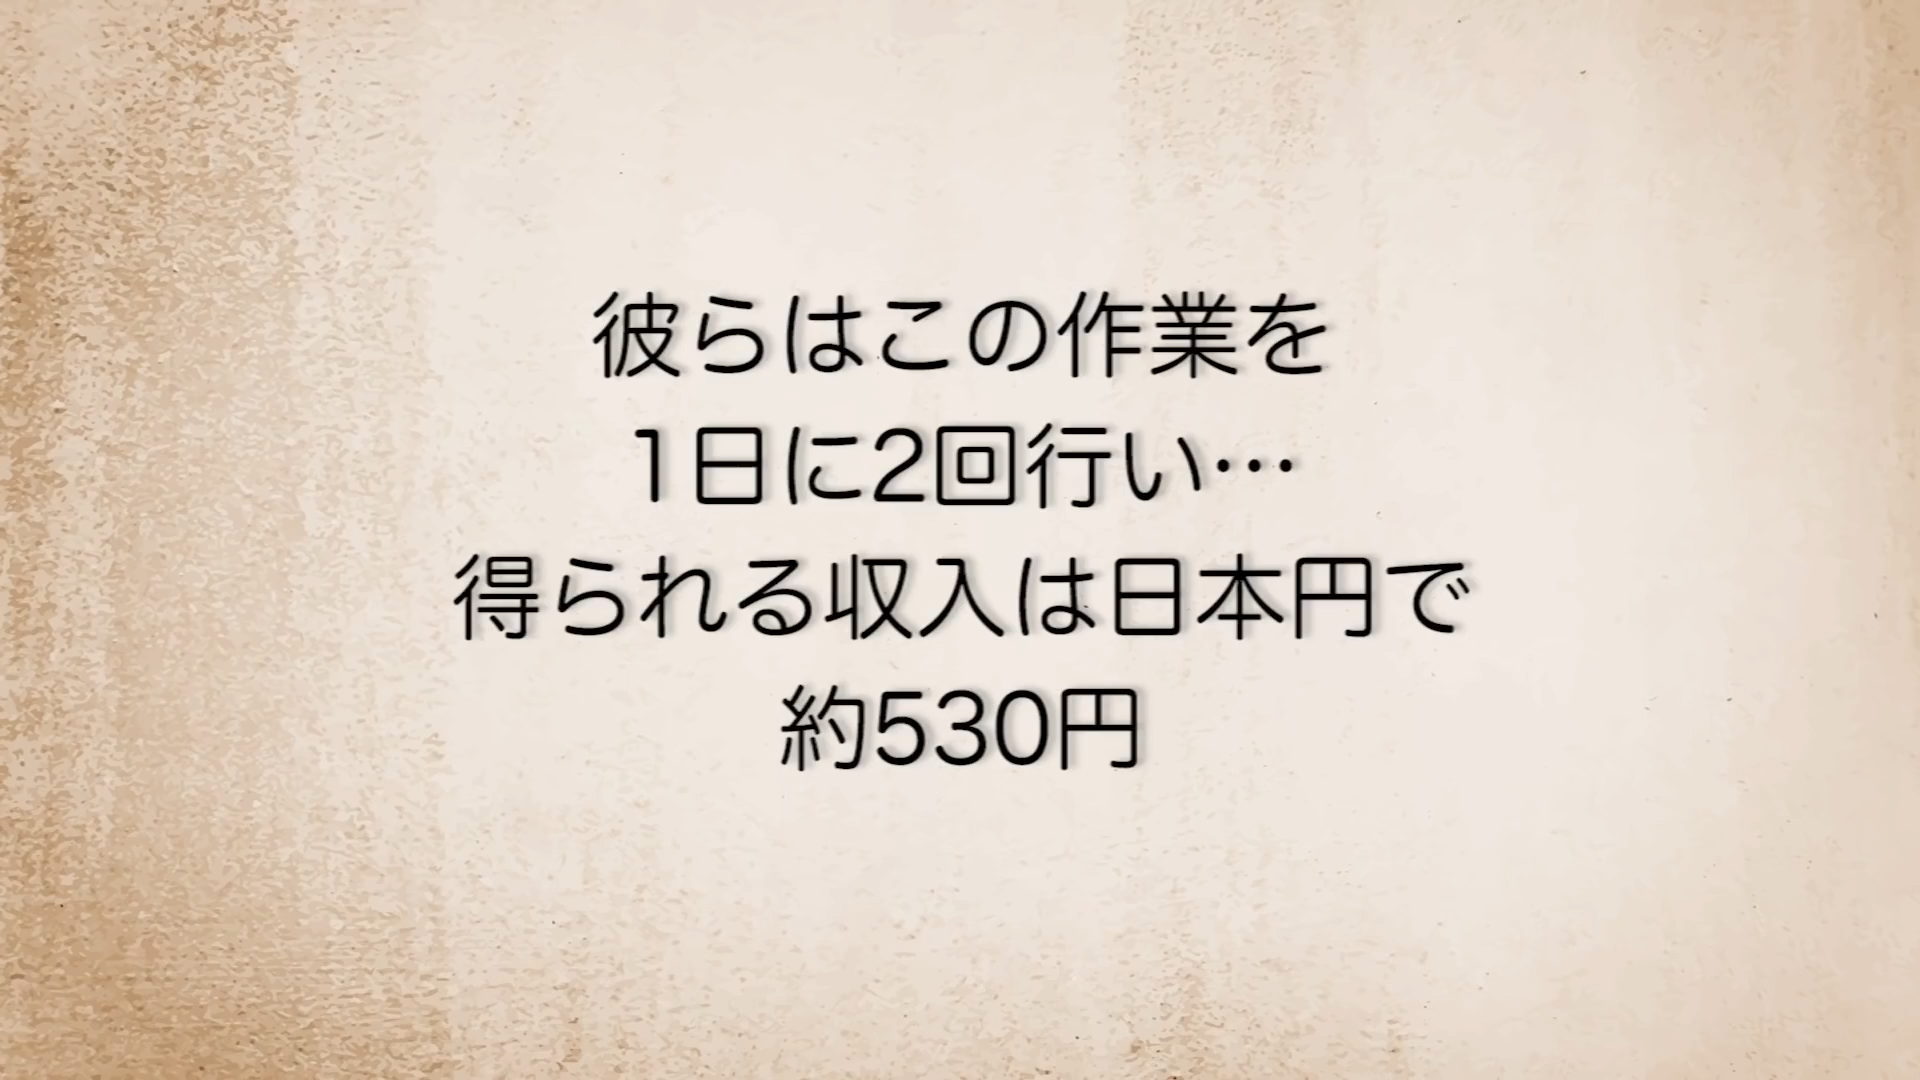 彼らはこの作業を
1日に2回行い…
得られる収入は日本円で
約530円